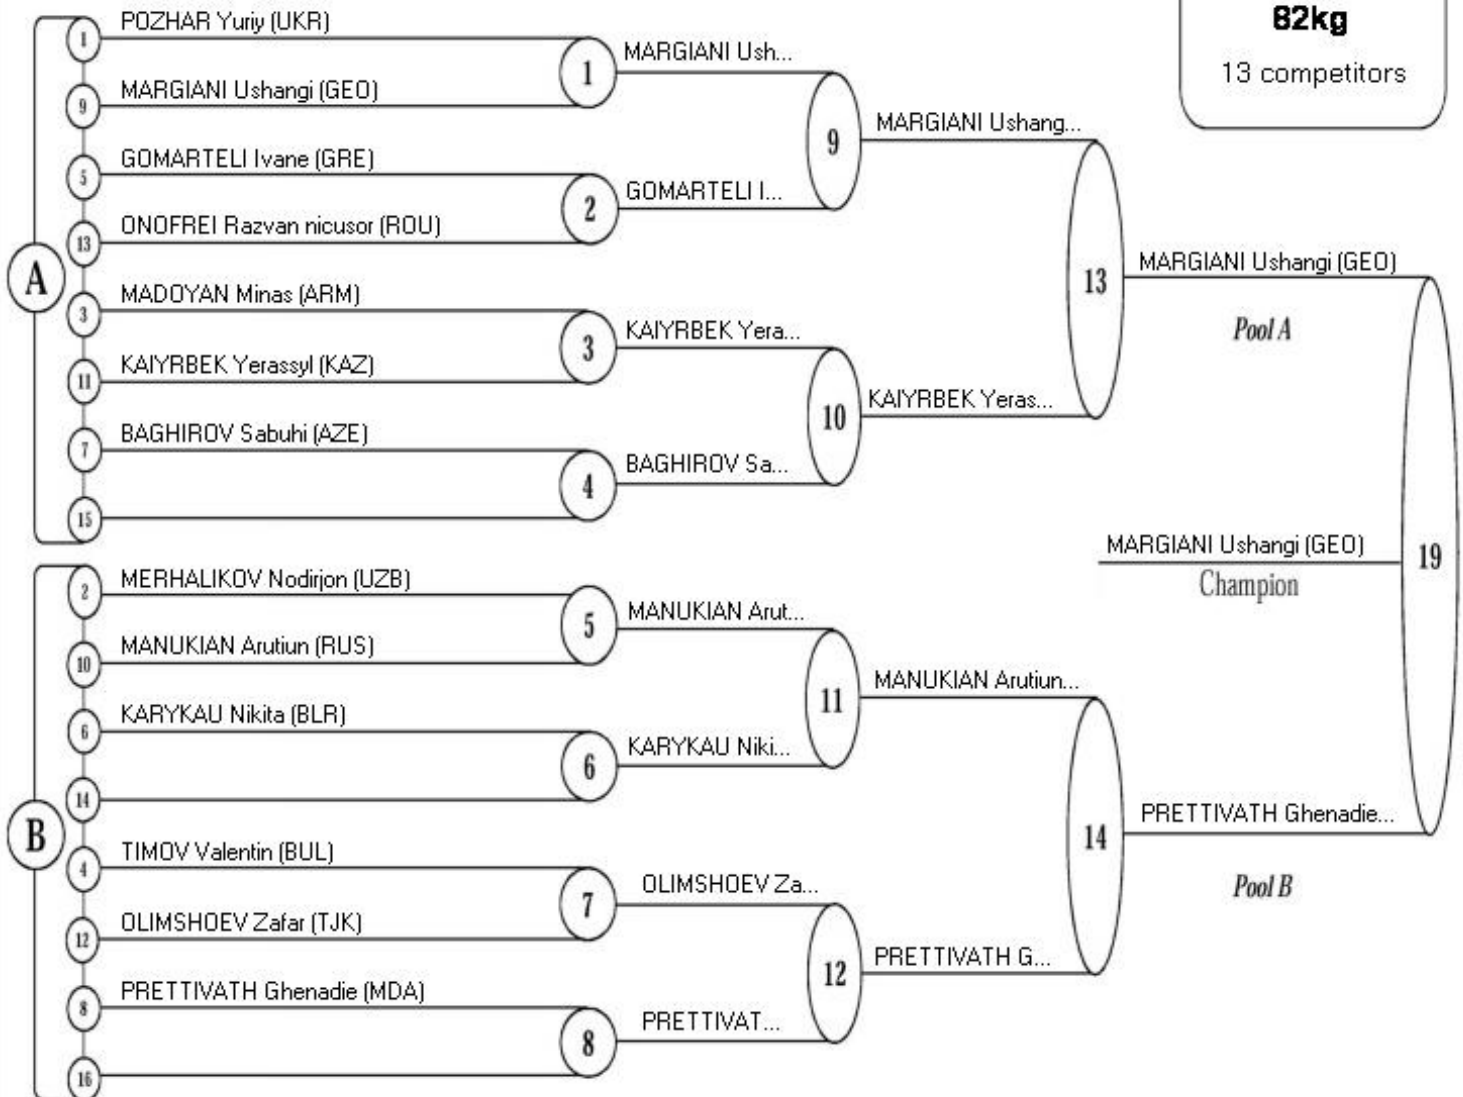 82kg
13 competitors
A
1
POZHAR Yuriy (UKR)
9
MARGIANI Ushangi (GEO)
5
GOMARTELI Ivane (GRE)
13
ONOFREI Razvan nicusor (ROU)
3
MADOYAN Minas (ARM)
11
KAIYRBEK Yerassyl (KAZ)
7
BAGHIROV Sabuhi (AZE)
15
1
MARGIANI Ush...
2
GOMARTELI I...
3
KAIYRBEK Yera...
4
BAGHIROV Sa...
9
MARGIANI Ushang...
10
KAIYRBEK Yeras...
13
MARGIANI Ushangi (GEO)
Pool A
B
2
MERHALIKOV Nodirjon (UZB)
10
MANUKIAN Arutiun (RUS)
6
KARYKAU Nikita (BLR)
14
4
TIMOV Valentin (BUL)
12
OLIMSHOEV Zafar (TJK)
8
PRETTIVATH Ghenadie (MDA)
16
5
MANUKIAN Arut...
6
KARYKAU Niki...
7
OLIMSHOEV Za...
8
PRETTIVAT...
11
MANUKIAN Arutiun...
12
PRETTIVATH G...
14
PRETTIVATH Ghenadie...
Pool B
19
MARGIANI Ushangi (GEO)
Champion